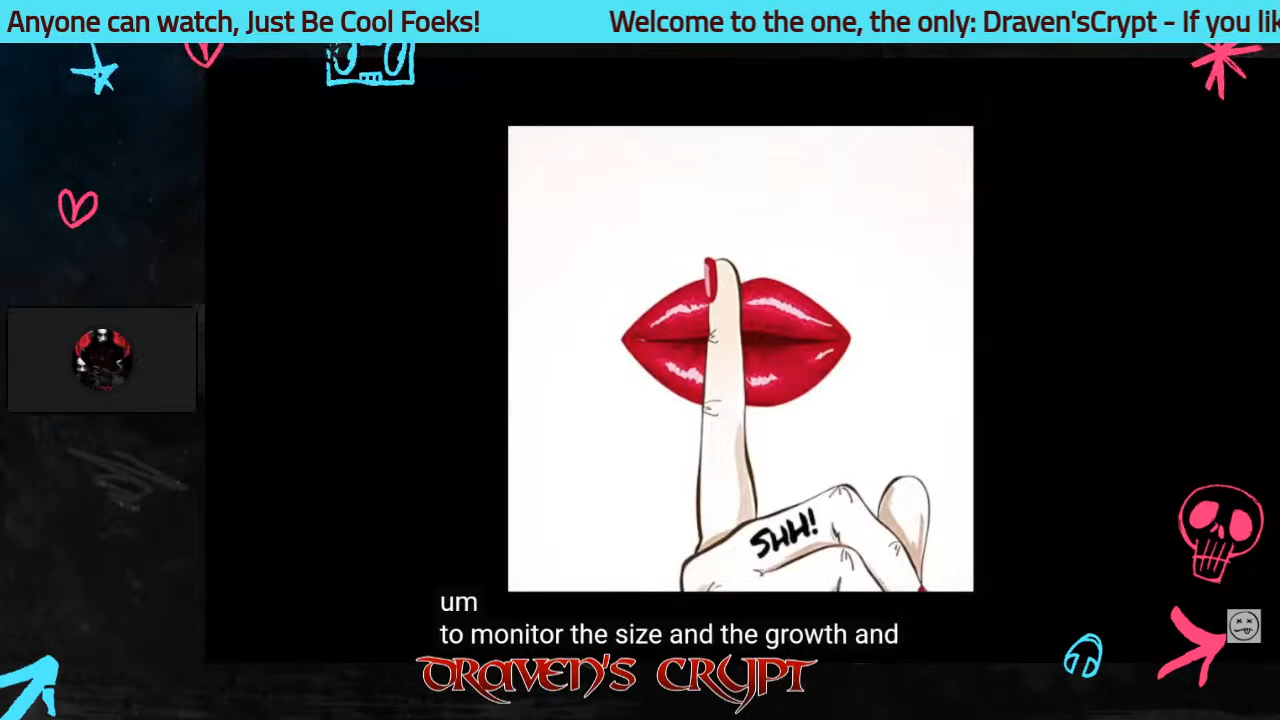 Anyone can watch, Just Be Cool Foeks! Welcome to the one, the only: Draven'sCrypt - If you lik
SHH!
um
to monitor the size and the growth and
DRAVEN'S CRYPT